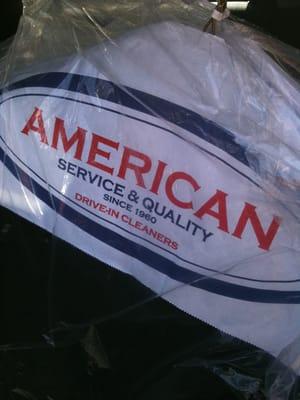 AMERICAN
SERVICE & QUALITY
SINCE 1960
DRIVE-IN CLEANERS